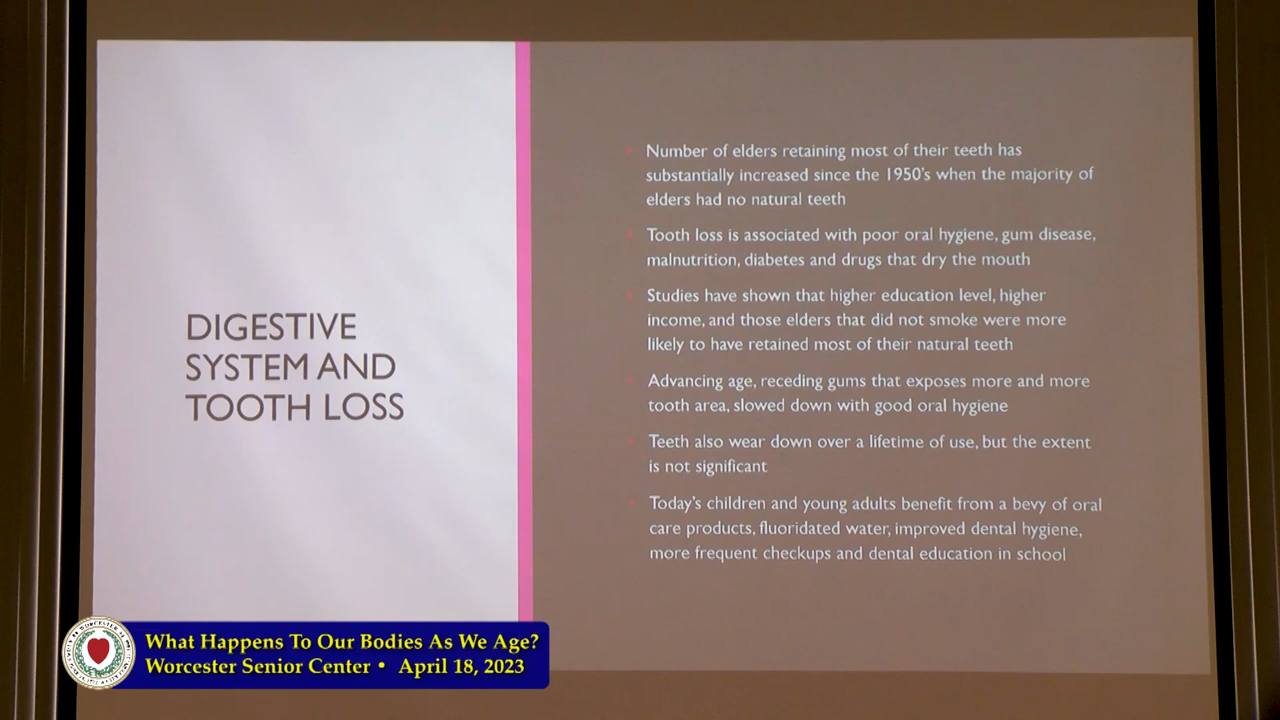 DIGESTIVE
SYSTEM AND
TOOTH LOSS
Number of elders retaining most of their teeth has
substantially increased since the 1950's when the majority of
elders had no natural teeth
Tooth loss is associated with poor oral hygiene, gum disease,
malnutrition, diabetes and drugs that dry the mouth
Studies have shown that higher education level, higher
income, and those elders that did not smoke were more
likely to have retained most of their natural teeth
Advancing age, receding gums that exposes more and more
tooth area, slowed down with good oral hygiene
Teeth also wear down over a lifetime of use, but the extent
is not significant
Today's children and young adults benefit from a bevy of oral
care products, fluoridated water, improved dental hygiene,
more frequent checkups and dental education in school
What Happens To Our Bodies As We Age?
Worcester Senior Center • April 18, 2023